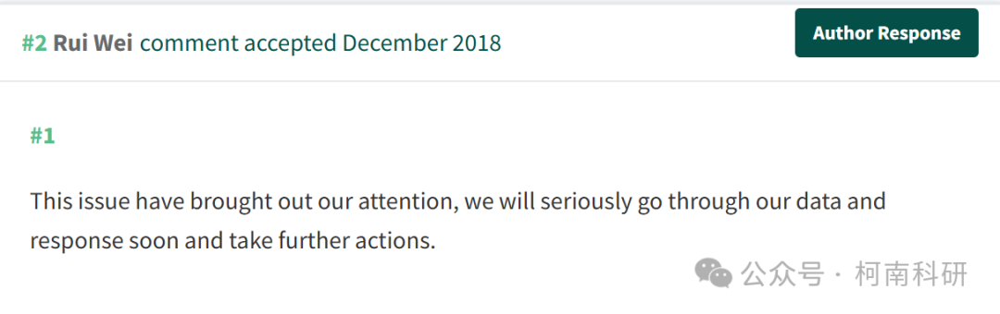 #2 Rui Wei comment accepted December 2018
Author Response
#1
This issue have brought out our attention, we will seriously go through our data and
response soon and take further actions.
公众号 · 柯南科研